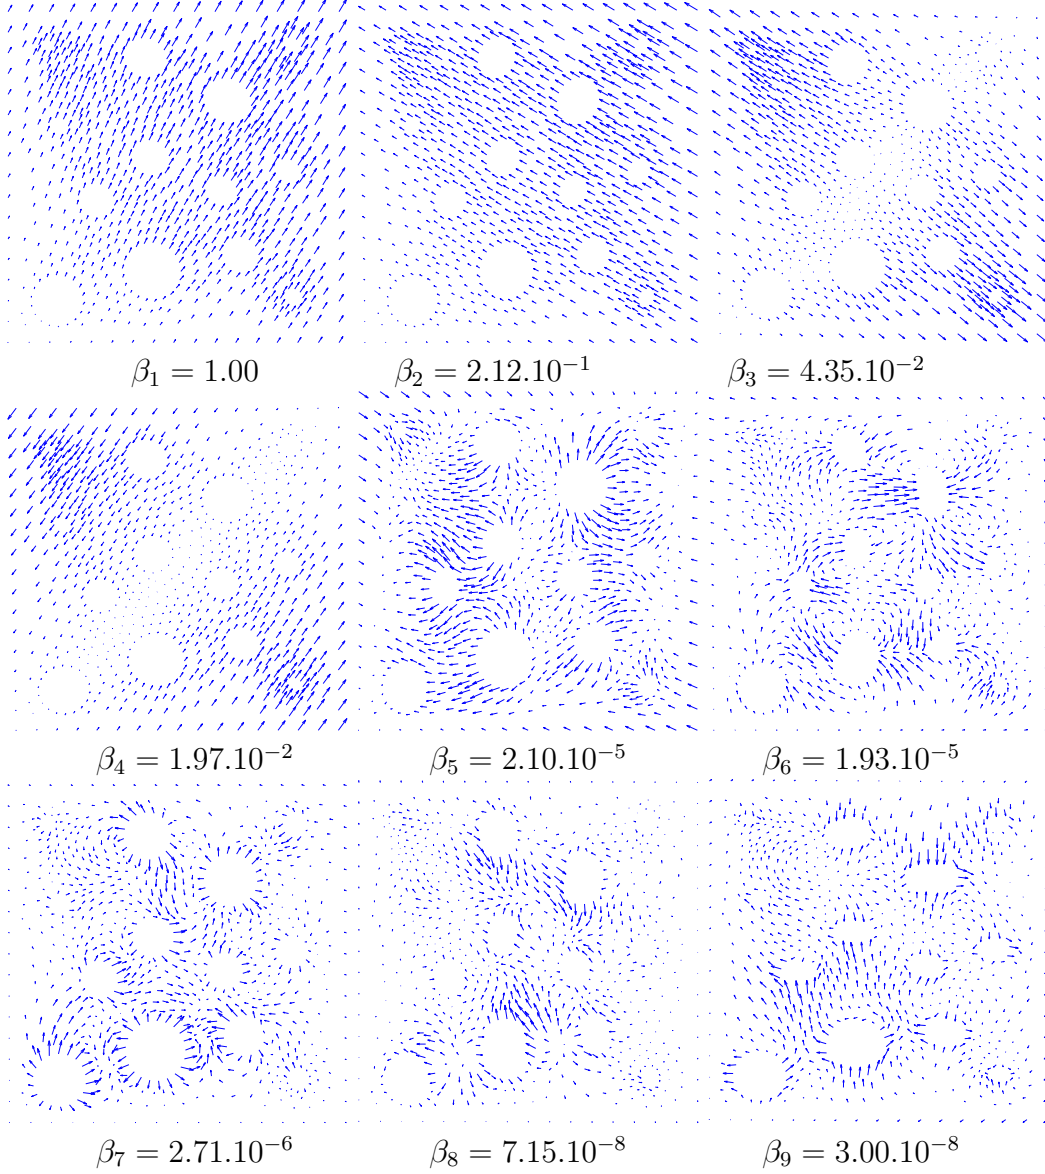 β₁ = 1.00 β₂ = 2.12.10⁻¹ β₃ = 4.35.10⁻²
β₄ = 1.97.10⁻² β₅ = 2.10.10⁻⁵ β₆ = 1.93.10⁻⁵
β₇ = 2.71.10⁻⁶ β₈ = 7.15.10⁻⁸ β₉ = 3.00.10⁻⁸